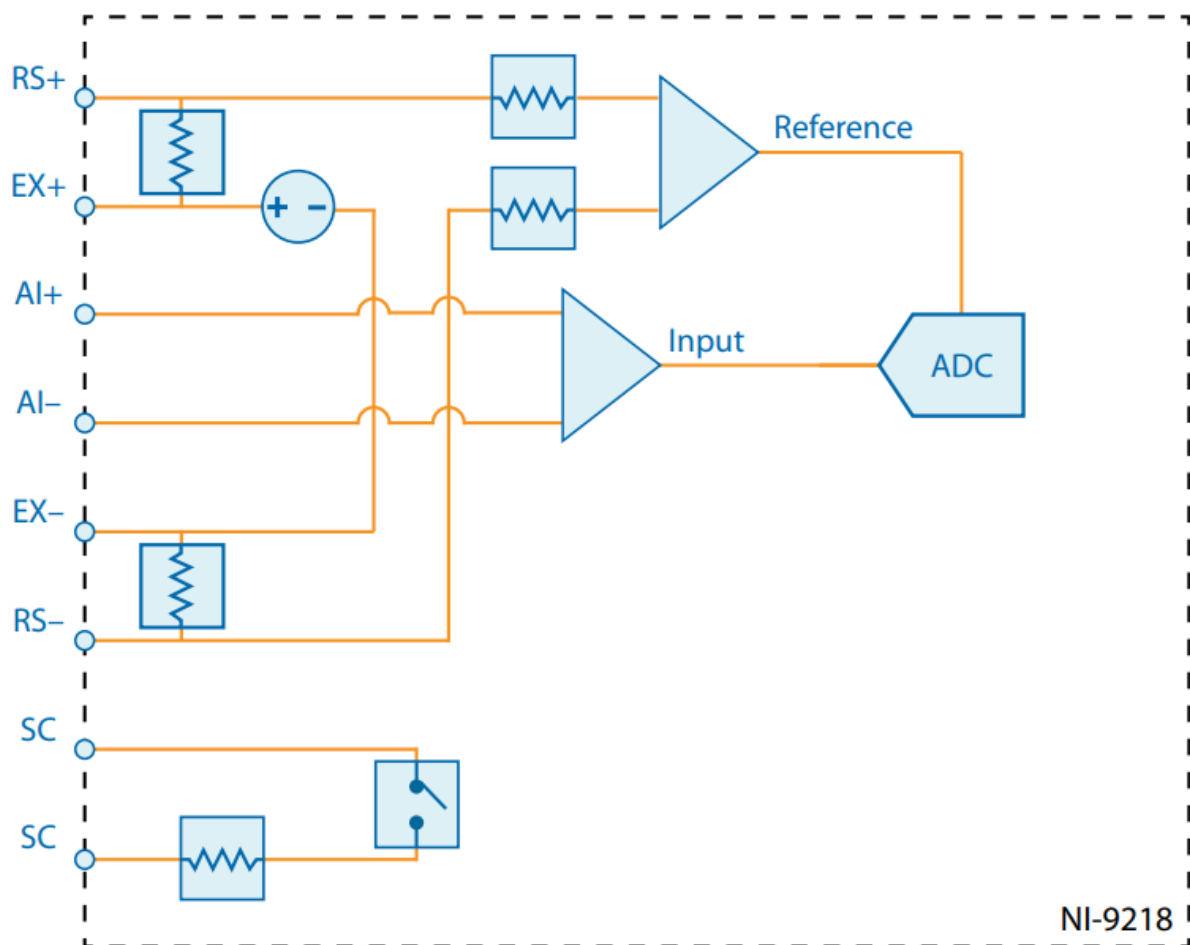 RS+
Reference
EX+
+ -
AI+
Input
ADC
AI–
EX–
RS–
SC
SC
NI-9218